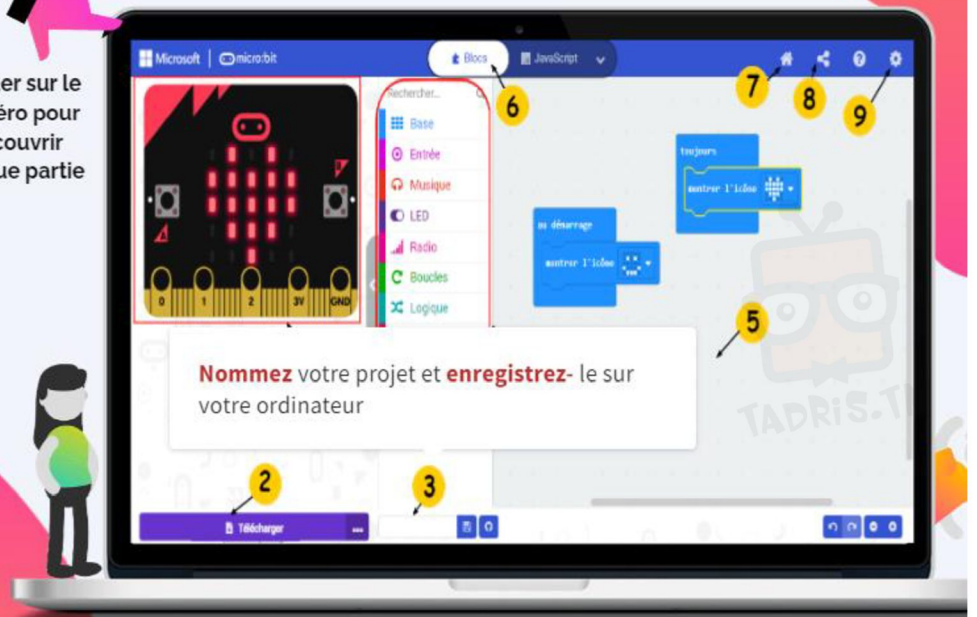 Microsoft | micro:bit
Blocs
JavaScript
7
8
9
6
er sur le
éro pour
couvrir
ue partie
Rechercher...
Base
Entrée
Musique
LED
Radio
Boucles
Logique
B
A
0 1 2 3V GND
toujours
montrer l'icône
au démarrage
montrer l'icône
5
Nommez votre projet et enregistrez- le sur
votre ordinateur
TADRIS.T
2
3
Télécharger